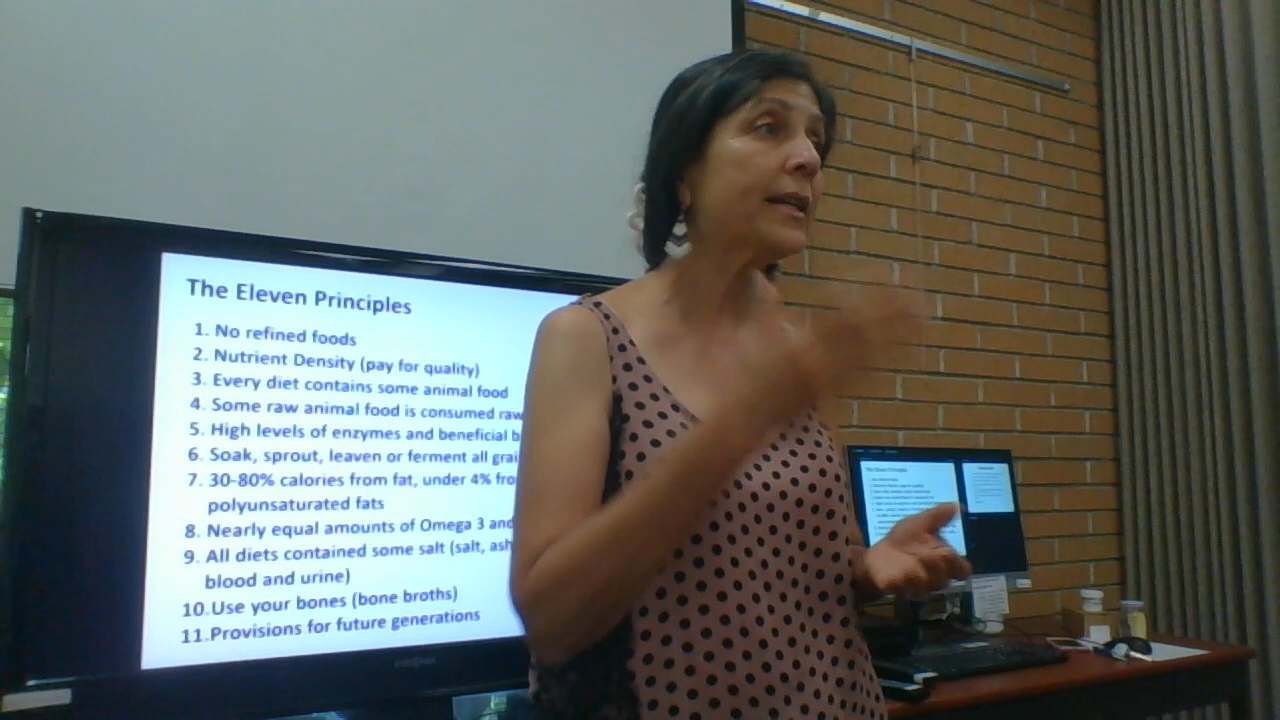 The Eleven Principles
1. No refined foods
2. Nutrient Density (pay for quality)
3. Every diet contains some animal food
4. Some raw animal food is consumed raw
5. High levels of enzymes and beneficial b
6. Soak, sprout, leaven or ferment all grai
7. 30-80% calories from fat, under 4% fro
polyunsaturated fats
8. Nearly equal amounts of Omega 3 and
9. All diets contained some salt (salt, ash
blood and urine)
10. Use your bones (bone broths)
11. Provisions for future generations
INSIGNIA
The Eleven Principles